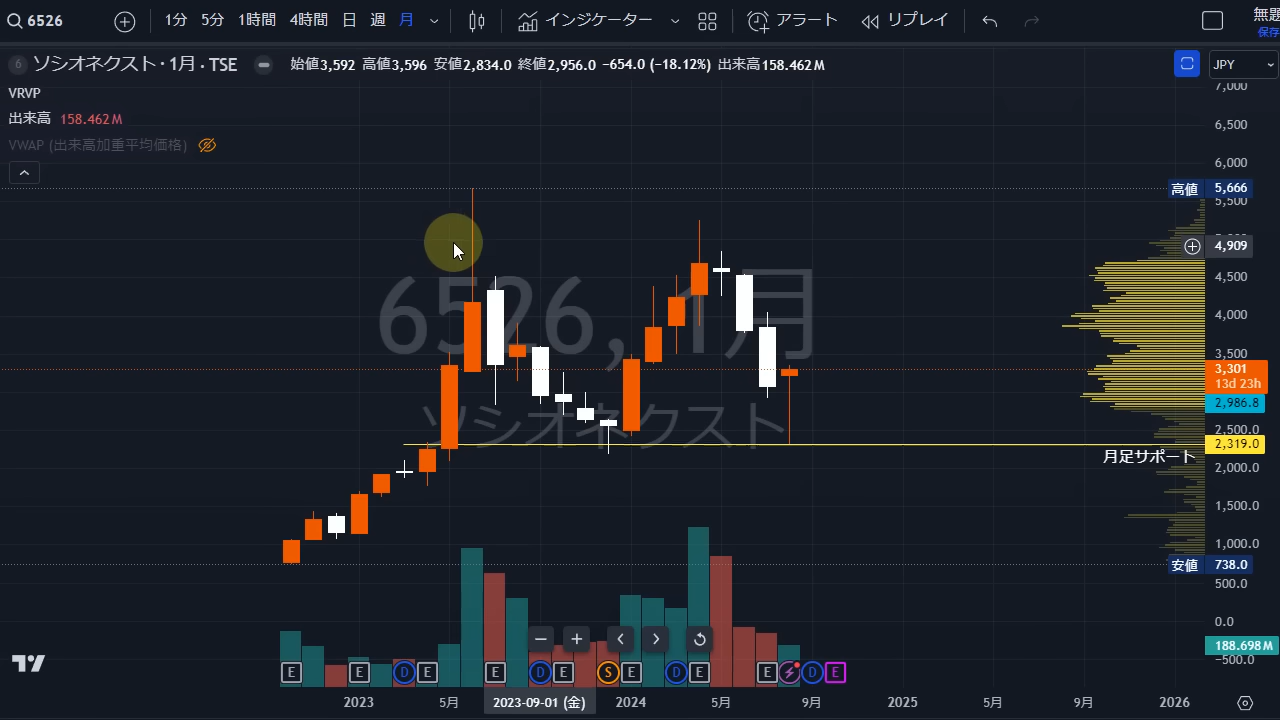 6526 1分 5分 1時間 4時間 日 週 月 インジケーター アラート リプレイ 無題
保存
6 ソシオネクスト・1月・TSE 始値3,592 高値3,596 安値2,834.0 終値2,956.0 −654.0 (−18.12%) 出来高158.462M JPY
VRVP
出来高 158.462M
VWAP (出来高加重平均価格)
7,000
6,500
6,000
高値 5,666
5,500
4,909
4,500
4,000
3,500
3,301
13d 23h
2,986.8
2,500.0
2,319.0
月足サポート
2,000.0
1,500.0
1,000.0
安値 738.0
500.0
0.0
188.698M
−500.0
6526, 1月
ソシオネクスト
E E D E E D E S E D E E D E
2023 5月 2023-09-01 (金) 2024 5月 9月 2025 5月 9月 2026